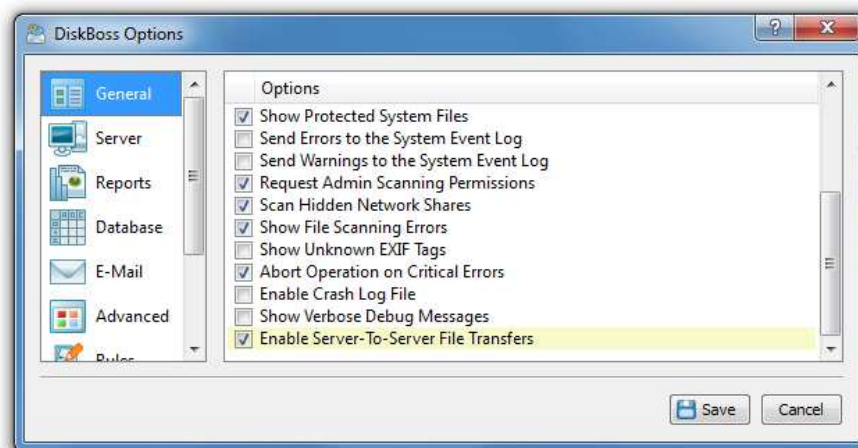 DiskBoss Options
General
Server
Reports
Database
E-Mail
Advanced
Rules
Options
Show Protected System Files
Send Errors to the System Event Log
Send Warnings to the System Event Log
Request Admin Scanning Permissions
Scan Hidden Network Shares
Show File Scanning Errors
Show Unknown EXIF Tags
Abort Operation on Critical Errors
Enable Crash Log File
Show Verbose Debug Messages
Enable Server-To-Server File Transfers
Save
Cancel